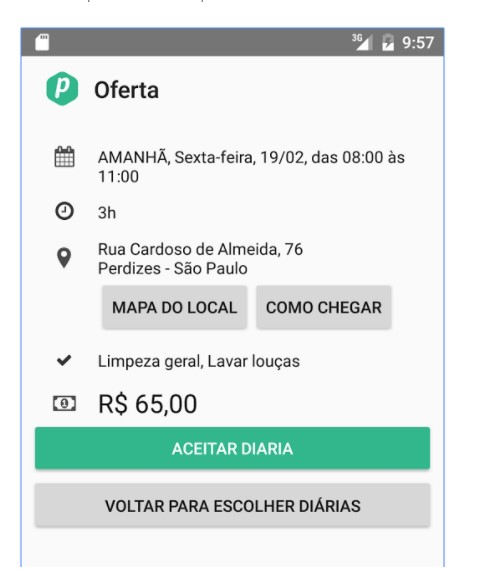 3G 9:57
p Oferta
AMANHÃ, Sexta-feira, 19/02, das 08:00 às
11:00
3h
Rua Cardoso de Almeida, 76
Perdizes - São Paulo
MAPA DO LOCAL COMO CHEGAR
Limpeza geral, Lavar louças
R$ 65,00
ACEITAR DIARIA
VOLTAR PARA ESCOLHER DIÁRIAS